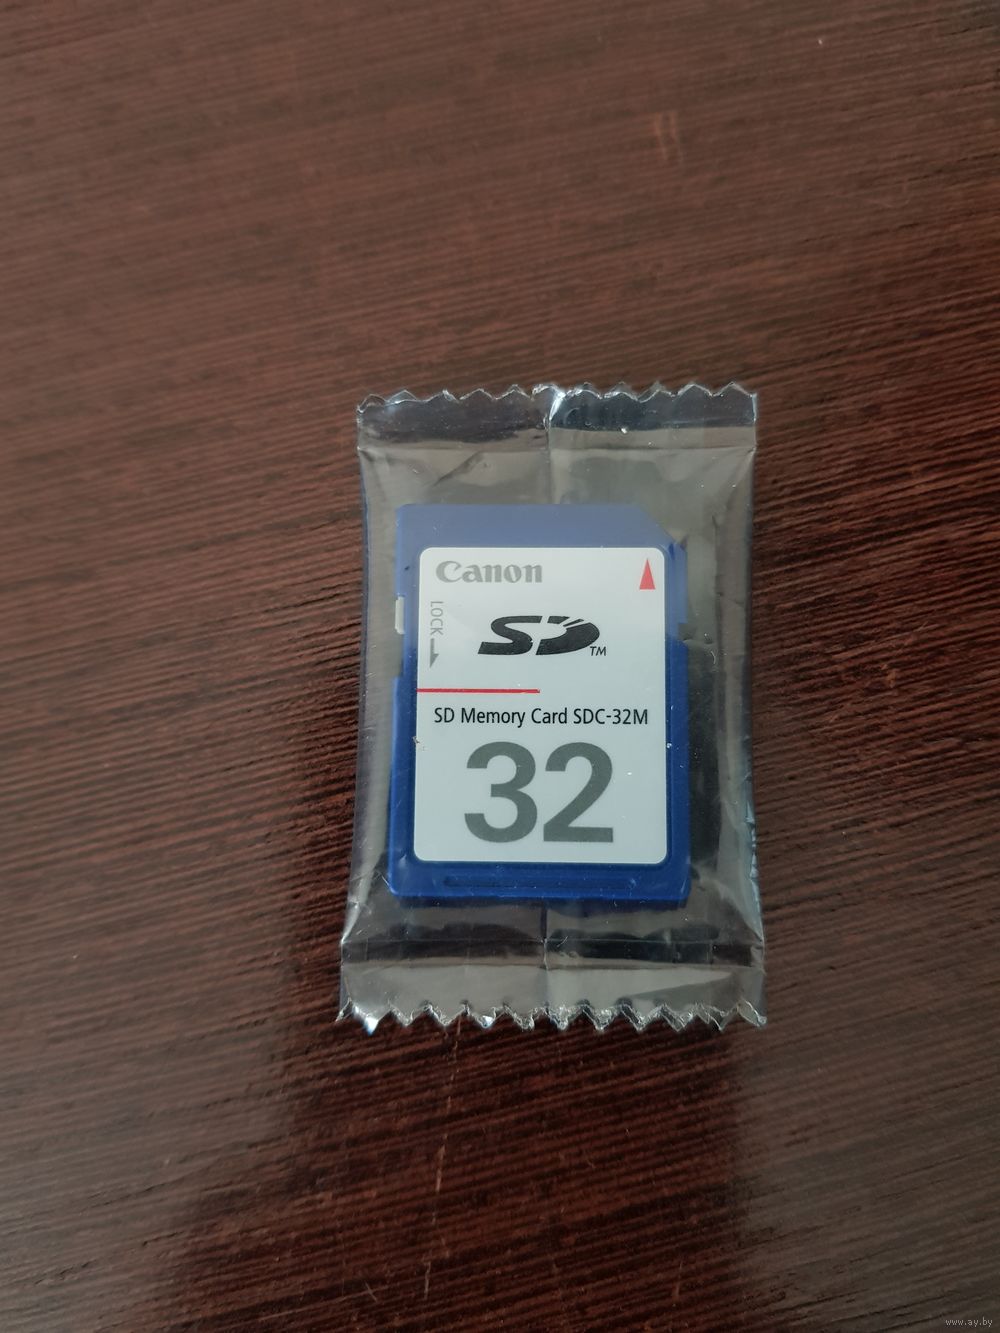 Canon
LOCK
SD
TM
SD Memory Card SDC-32M
32
www.ay.by